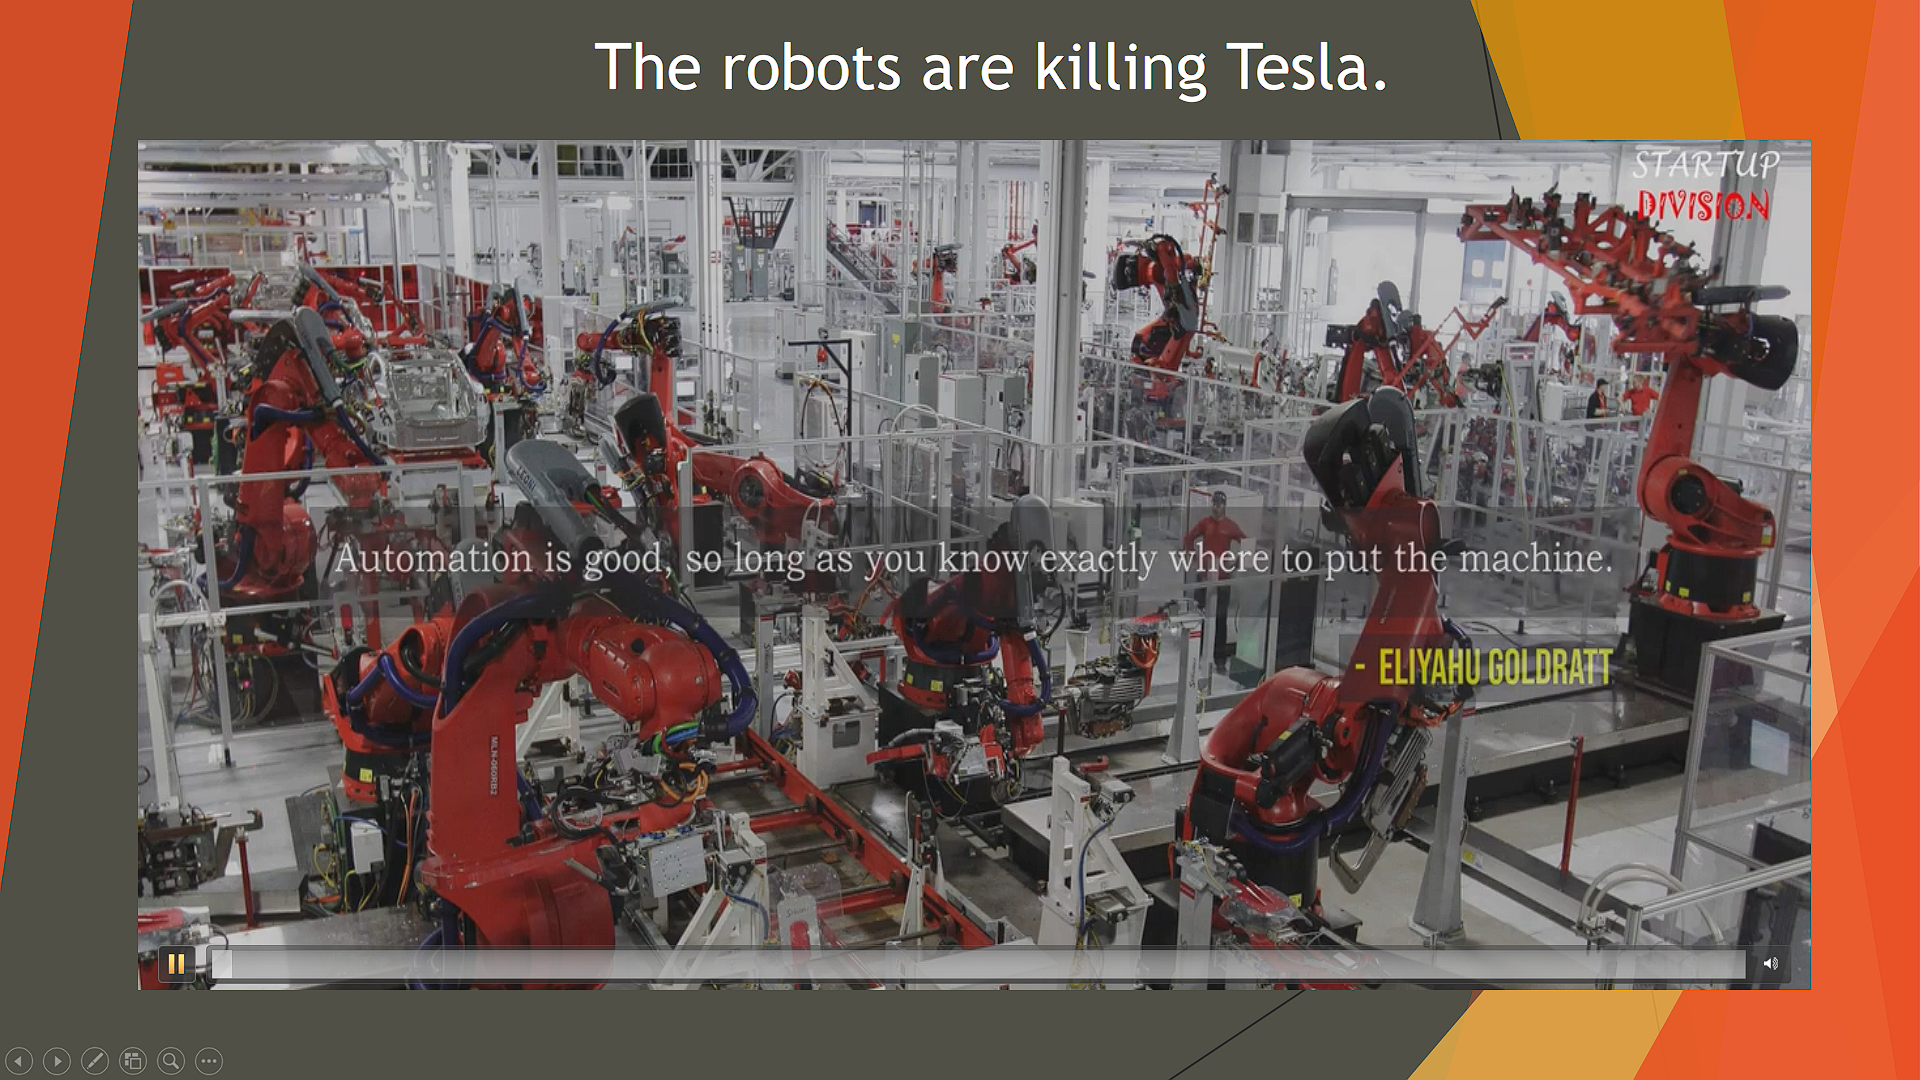 The robots are killing Tesla.
STARTUP
DIVISION
Automation is good, so long as you know exactly where to put the machine.
- ELIYAHU GOLDRATT
LEONI